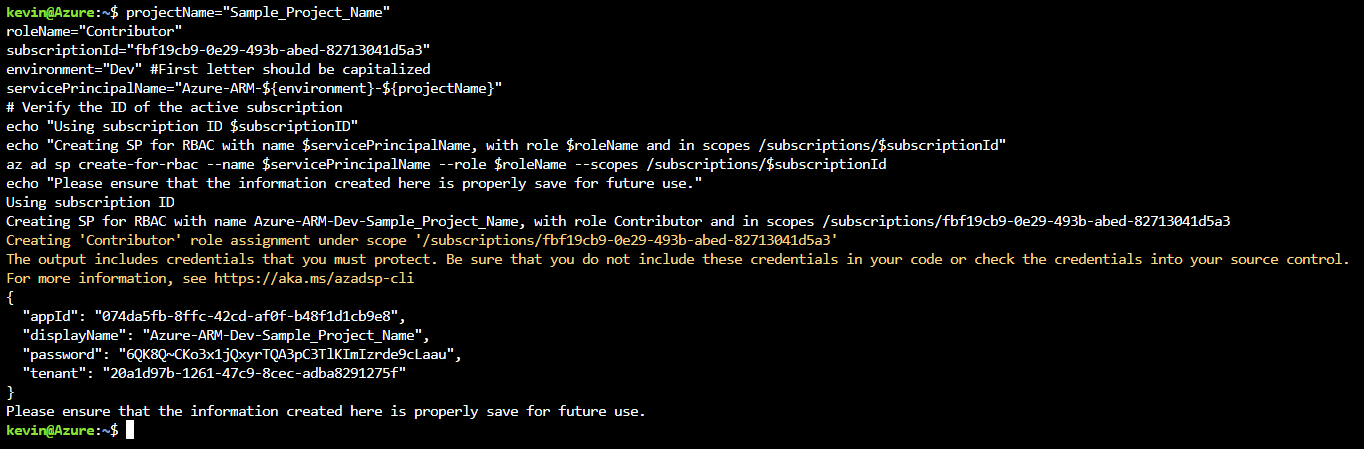 kevin@Azure:~$ projectName="Sample_Project_Name"
roleName="Contributor"
subscriptionId="fbf19cb9-0e29-493b-abed-82713041d5a3"
environment="Dev" #First letter should be capitalized
servicePrincipalName="Azure-ARM-${environment}-${projectName}"
# Verify the ID of the active subscription
echo "Using subscription ID $subscriptionID"
echo "Creating SP for RBAC with name $servicePrincipalName, with role $roleName and in scopes /subscriptions/$subscriptionId"
az ad sp create-for-rbac --name $servicePrincipalName --role $roleName --scopes /subscriptions/$subscriptionId
echo "Please ensure that the information created here is properly save for future use."
Using subscription ID
Creating SP for RBAC with name Azure-ARM-Dev-Sample_Project_Name, with role Contributor and in scopes /subscriptions/fbf19cb9-0e29-493b-abed-82713041d5a3
Creating 'Contributor' role assignment under scope '/subscriptions/fbf19cb9-0e29-493b-abed-82713041d5a3'
The output includes credentials that you must protect. Be sure that you do not include these credentials in your code or check the credentials into your source control.
For more information, see https://aka.ms/azadsp-cli
{
  "appId": "074da5fb-8ffc-42cd-af0f-b48f1d1cb9e8",
  "displayName": "Azure-ARM-Dev-Sample_Project_Name",
  "password": "6QK8Q~CKo3x1jQxyrTQA3pC3TlKImIzrde9cLaau",
  "tenant": "20a1d97b-1261-47c9-8cec-adba8291275f"
}
Please ensure that the information created here is properly save for future use.
kevin@Azure:~$